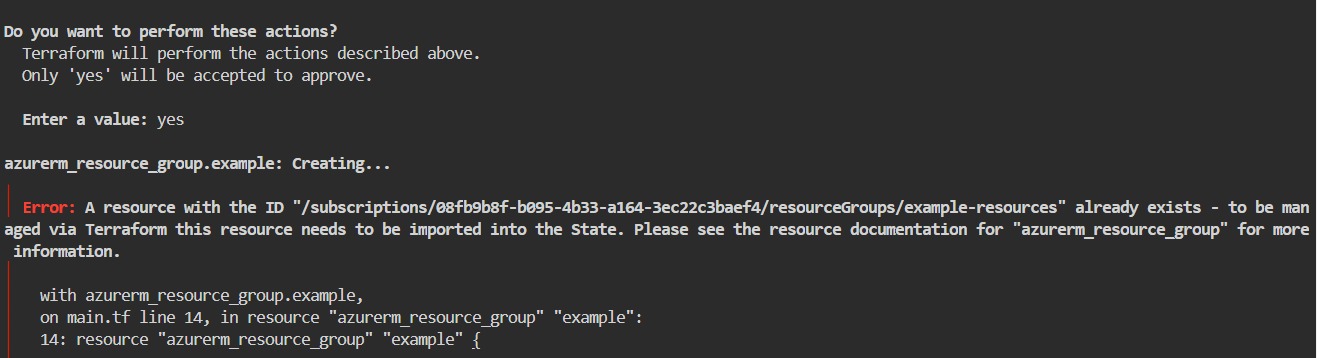 Do you want to perform these actions?
Terraform will perform the actions described above.
Only 'yes' will be accepted to approve.
Enter a value: yes
azurerm_resource_group.example: Creating...
Error: A resource with the ID "/subscriptions/08fb9b8f-b095-4b33-a164-3ec22c3baef4/resourceGroups/example-resources" already exists - to be man
aged via Terraform this resource needs to be imported into the State. Please see the resource documentation for "azurerm_resource_group" for more
information.
with azurerm_resource_group.example,
on main.tf line 14, in resource "azurerm_resource_group" "example":
14: resource "azurerm_resource_group" "example" {